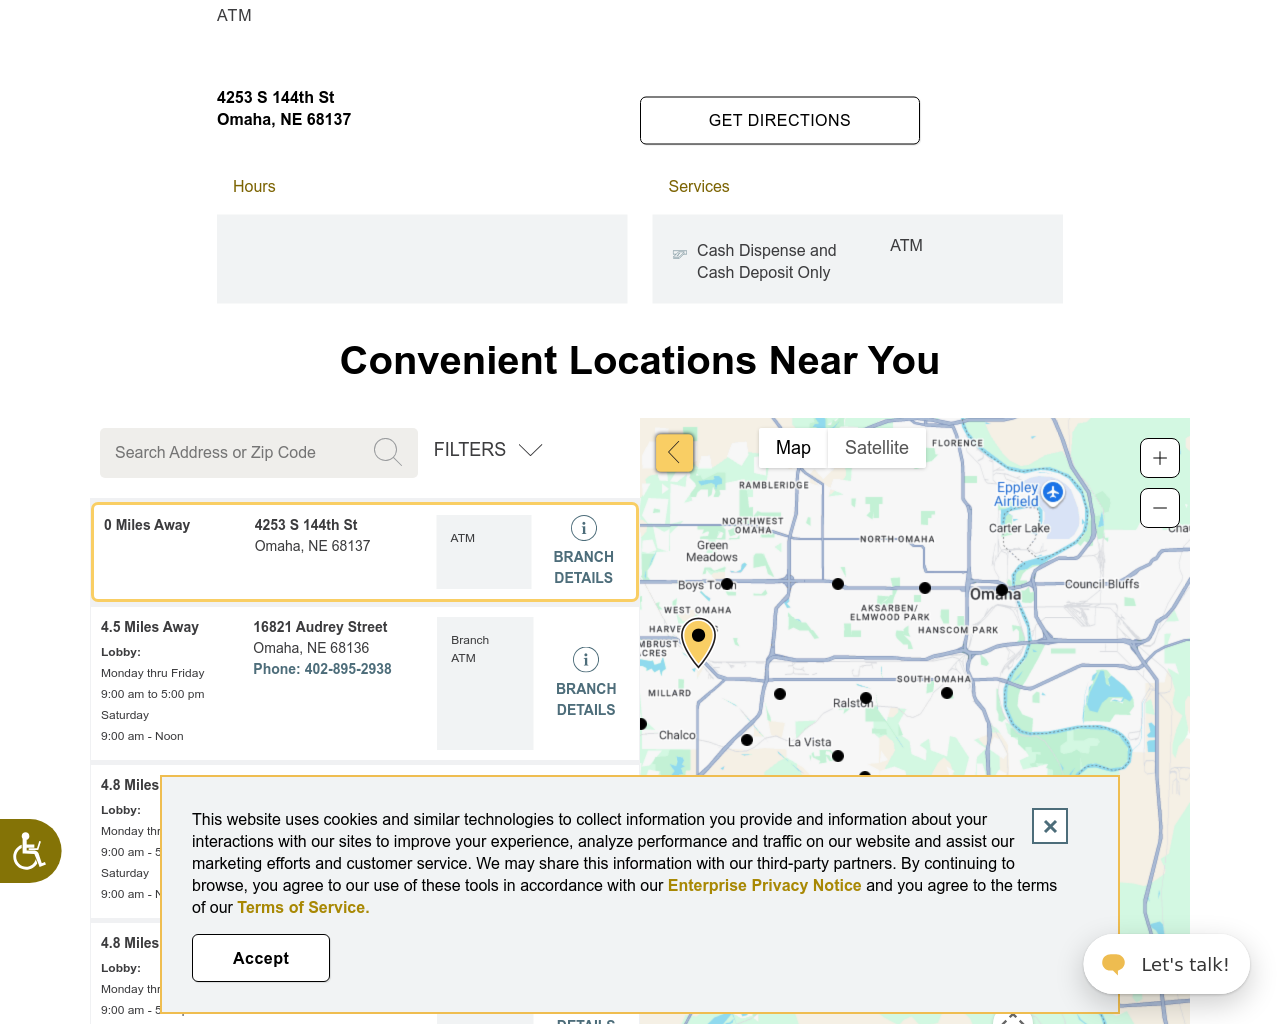 ATM
4253 S 144th St
Omaha, NE 68137
GET DIRECTIONS
Hours
Services
Cash Dispense and
Cash Deposit Only
ATM
Convenient Locations Near You
Search Address or Zip Code
FILTERS
0 Miles Away
4253 S 144th St
Omaha, NE 68137
ATM
BRANCH
DETAILS
4.5 Miles Away
Lobby:
Monday thru Friday
9:00 am to 5:00 pm
Saturday
9:00 am - Noon
16821 Audrey Street
Omaha, NE 68136
Phone: 402-895-2938
Branch
ATM
BRANCH
DETAILS
4.8 Miles
Lobby:
Monday thr
9:00 am - 5
Saturday
9:00 am - N
4.8 Miles
Lobby:
Monday thr
9:00 am - 5
DETAILS
Map
Satellite
FLORENCE
RAMBLERIDGE
Eppley
Airfield
NORTHWEST
OMAHA
Carter Lake
NORTH OMAHA
Green
Meadows
Boys Town
Omaha
Council Bluffs
WEST OMAHA
AKSARBEN/
ELMWOOD PARK
HANSCOM PARK
SOUTH OMAHA
MILLARD
Ralston
Chalco
La Vista
This website uses cookies and similar technologies to collect information you provide and information about your
interactions with our sites to improve your experience, analyze performance and traffic on our website and assist our
marketing efforts and customer service. We may share this information with our third-party partners. By continuing to
browse, you agree to our use of these tools in accordance with our Enterprise Privacy Notice and you agree to the terms
of our Terms of Service.
Accept
Let's talk!